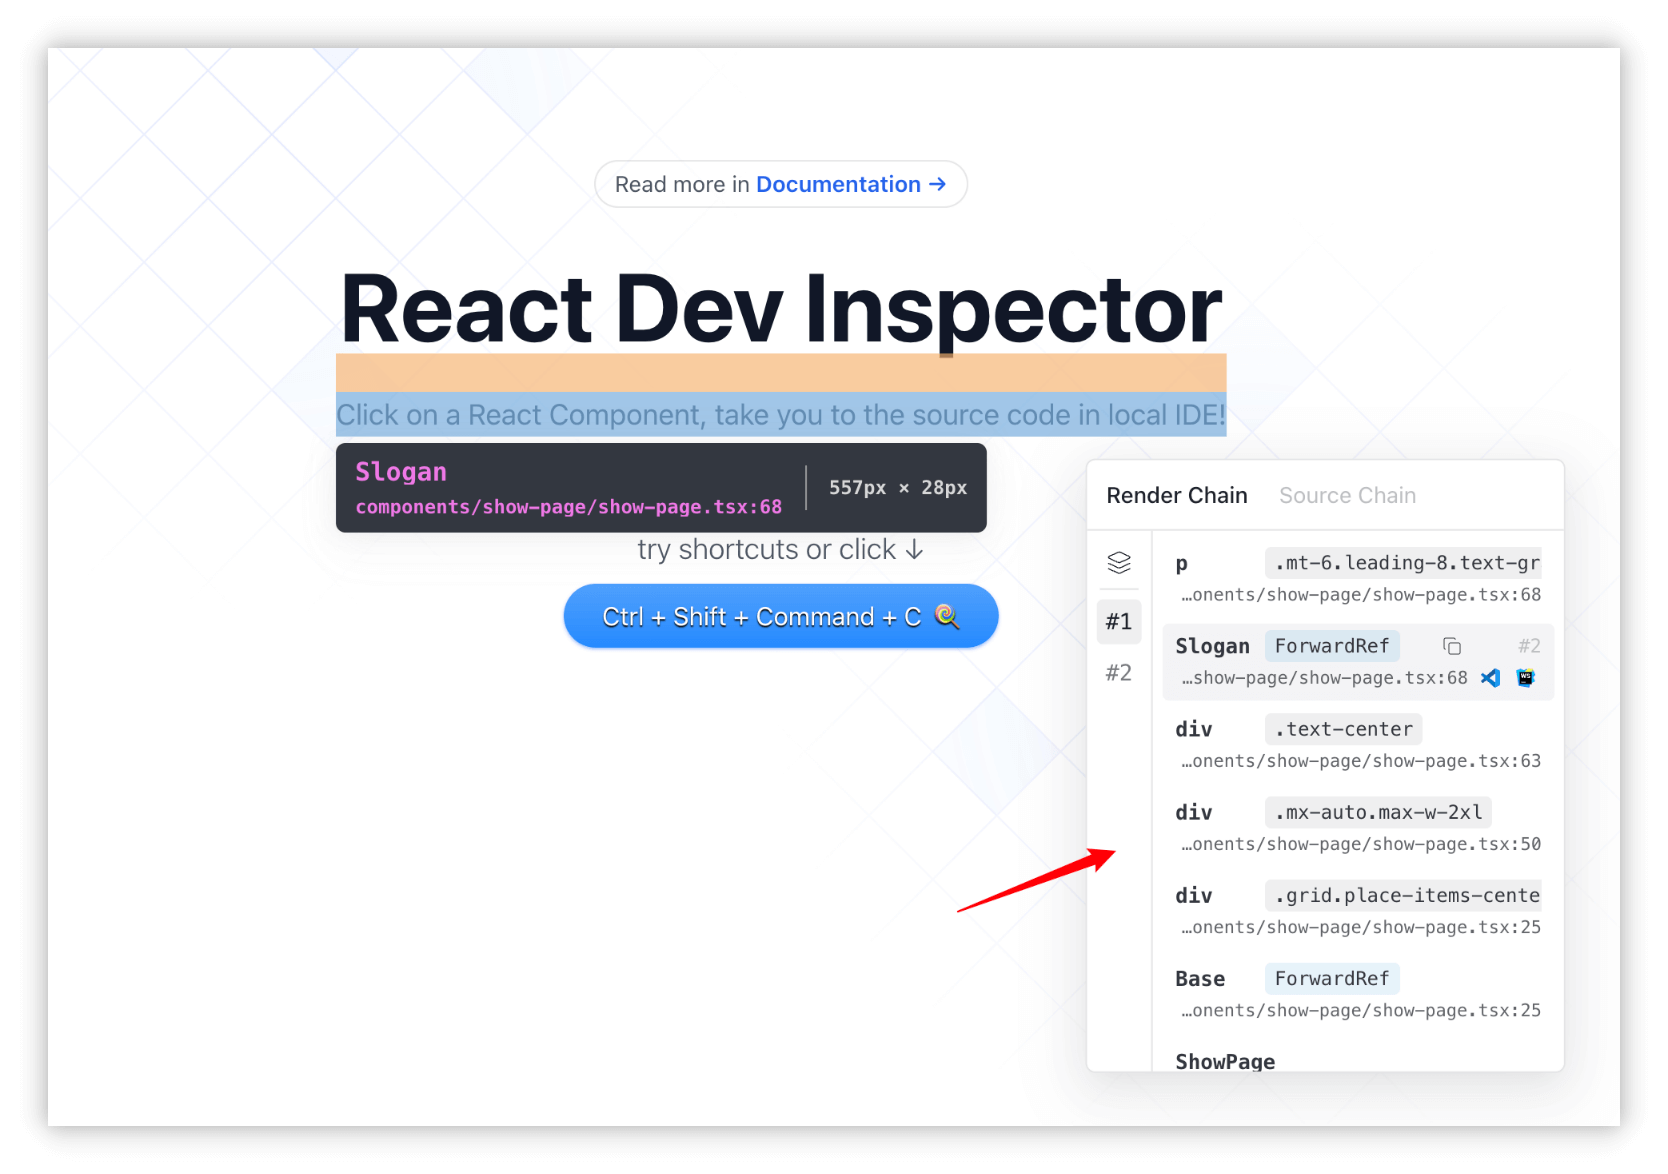 Read more in Documentation →
React Dev Inspector
Click on a React Component, take you to the source code in local IDE!
Slogan
components/show-page/show-page.tsx:68
557px × 28px
try shortcuts or click ↓
Ctrl + Shift + Command + C 🍭
Render Chain Source Chain
#1
#2
p .mt-6.leading-8.text-gr
…onents/show-page/show-page.tsx:68
Slogan ForwardRef #2
…show-page/show-page.tsx:68
div .text-center
…onents/show-page/show-page.tsx:63
div .mx-auto.max-w-2xl
…onents/show-page/show-page.tsx:50
div .grid.place-items-cente
…onents/show-page/show-page.tsx:25
Base ForwardRef
…onents/show-page/show-page.tsx:25
ShowPage